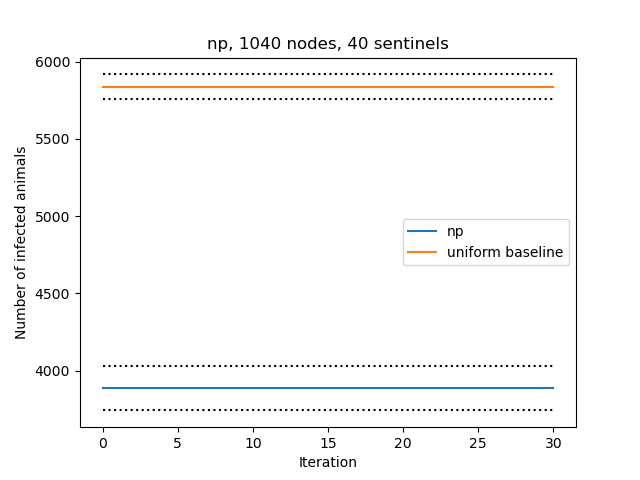 np, 1040 nodes, 40 sentinels
6000
5500
5000
4500
4000
Number of infected animals
np
uniform baseline
0 5 10 15 20 25 30
Iteration